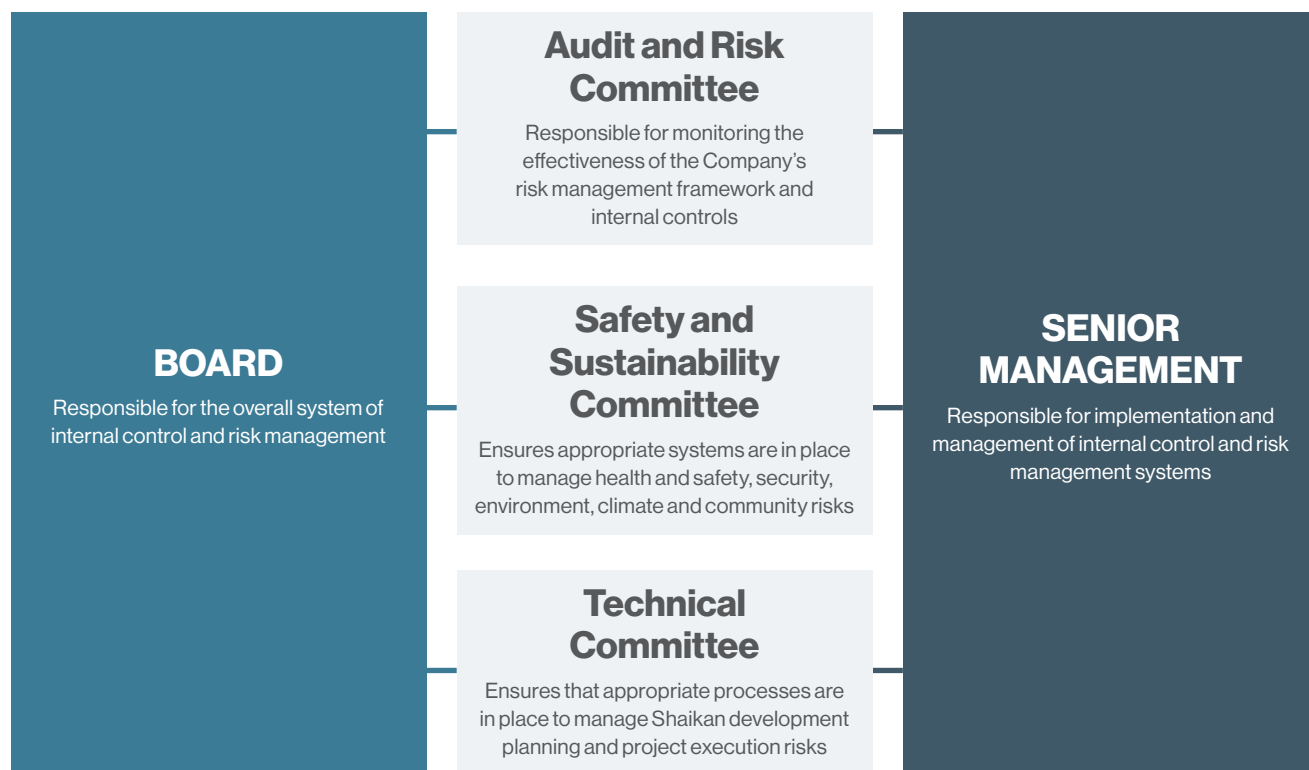 BOARD
Responsible for the overall system of
internal control and risk management
Audit and Risk
Committee
Responsible for monitoring the
effectiveness of the Company’s
risk management framework and
internal controls
Safety and
Sustainability
Committee
Ensures appropriate systems are in place
to manage health and safety, security,
environment, climate and community risks
Technical
Committee
Ensures that appropriate processes are
in place to manage Shaikan development
planning and project execution risks
SENIOR
MANAGEMENT
Responsible for implementation and
management of internal control and risk
management systems